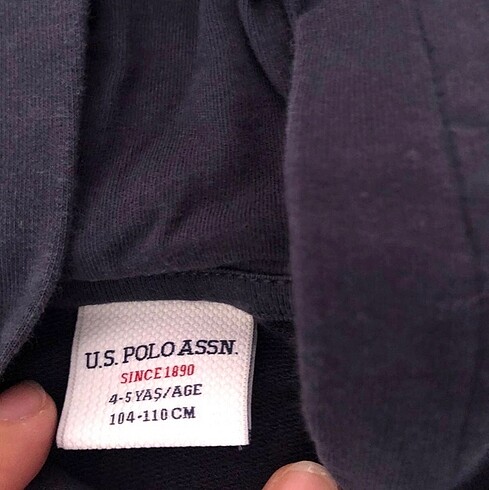 U.S. POLO ASSN.
SINCE 1890
4-5 YAŞ/AGE
104-110 CM